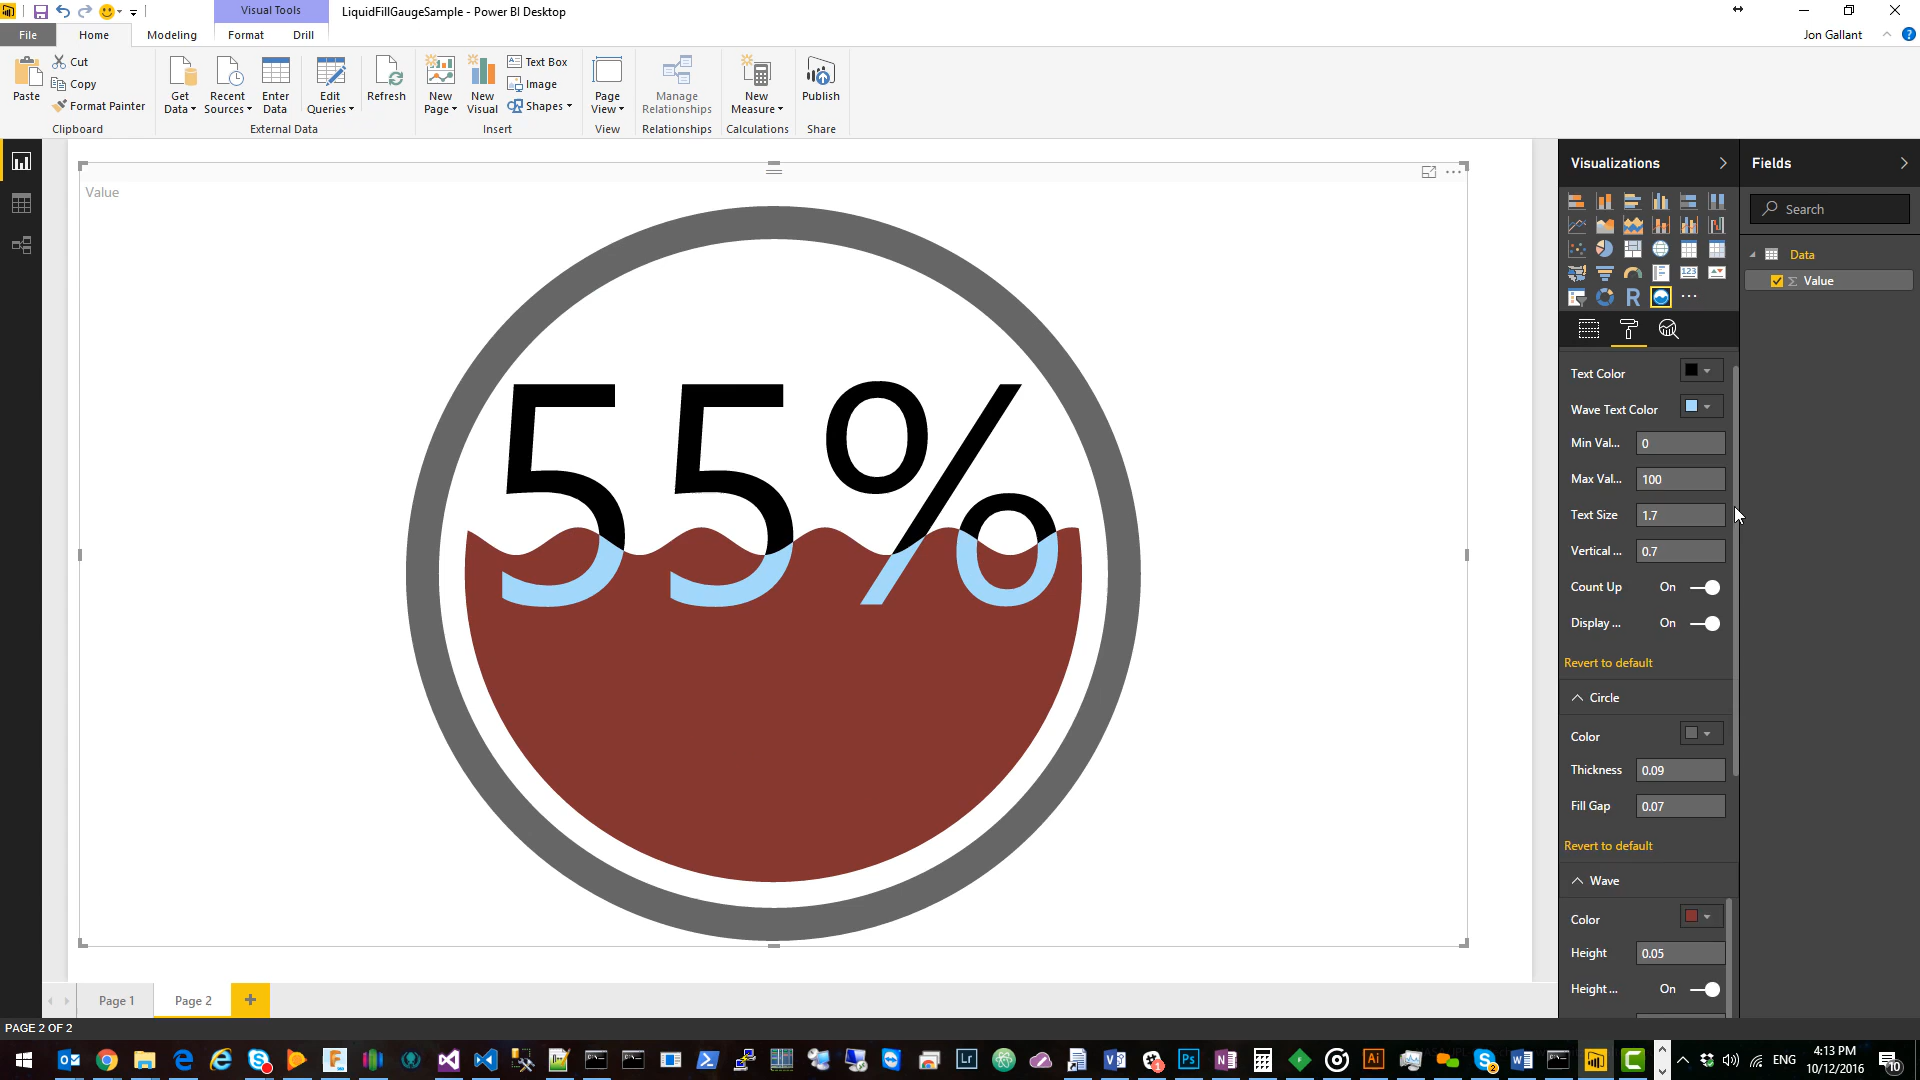 Visual Tools
LiquidFillGaugeSample - Power BI Desktop
File
Home
Modeling
Format
Drill
Jon Gallant
?
Paste
Cut
Copy
Format Painter
Clipboard
Get Data
Recent Sources
Enter Data
Edit Queries
Refresh
External Data
New Page
New Visual
Text Box
Image
Shapes
Insert
Page View
View
Manage Relationships
Relationships
New Measure
Calculations
Publish
Share
Value
55%
Visualizations
Fields
Search
Data
Σ Value
123
R
Text Color
Wave Text Color
Min Val... 0
Max Val... 100
Text Size 1.7
Vertical ... 0.7
Count Up On
Display ... On
Revert to default
Circle
Color
Thickness 0.09
Fill Gap 0.07
Revert to default
Wave
Color
Height 0.05
Height ... On
Page 1
Page 2
+
PAGE 2 OF 2
Lr
Ps
Ai
ENG
4:13 PM
10/12/2016
10